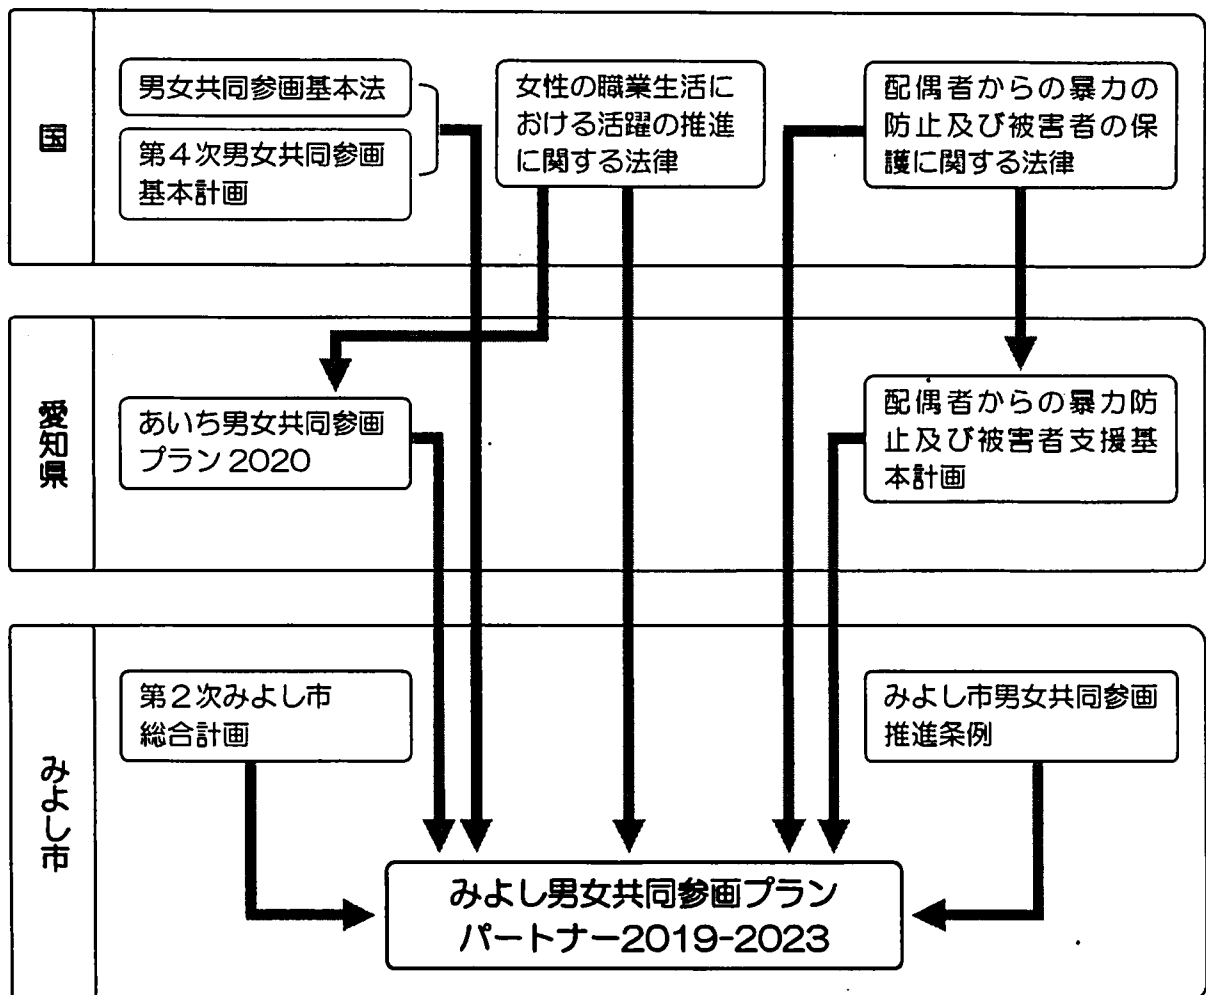 国
男女共同参画基本法
第4次男女共同参画
基本計画
女性の職業生活に
おける活躍の推進
に関する法律
配偶者からの暴力の
防止及び被害者の保
護に関する法律
愛知県
あいち男女共同参画
プラン2020
配偶者からの暴力防
止及び被害者支援基
本計画
みよし市
第2次みよし市
総合計画
みよし市男女共同参画
推進条例
みよし男女共同参画プラン
パートナー2019-2023